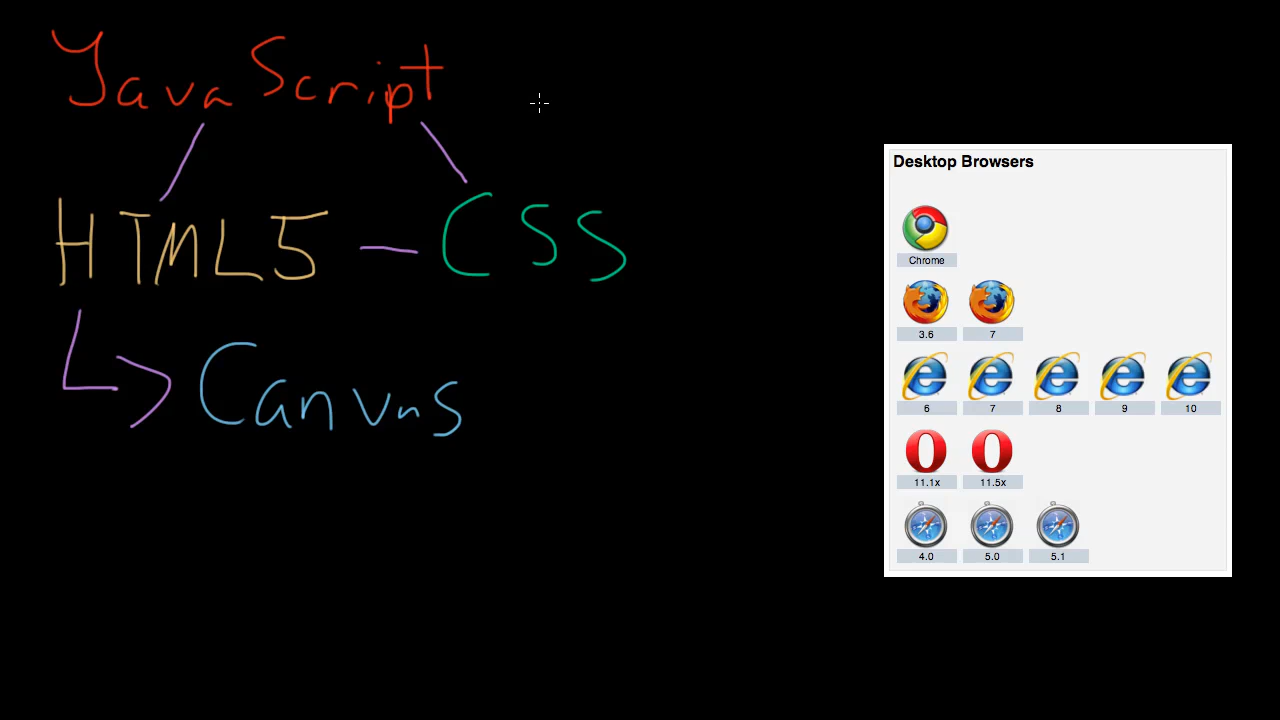 JavaScript
HTML5 - CSS
Canvas
Desktop Browsers
Chrome
3.6 7
6 7 8 9 10
11.1x 11.5x
4.0 5.0 5.1